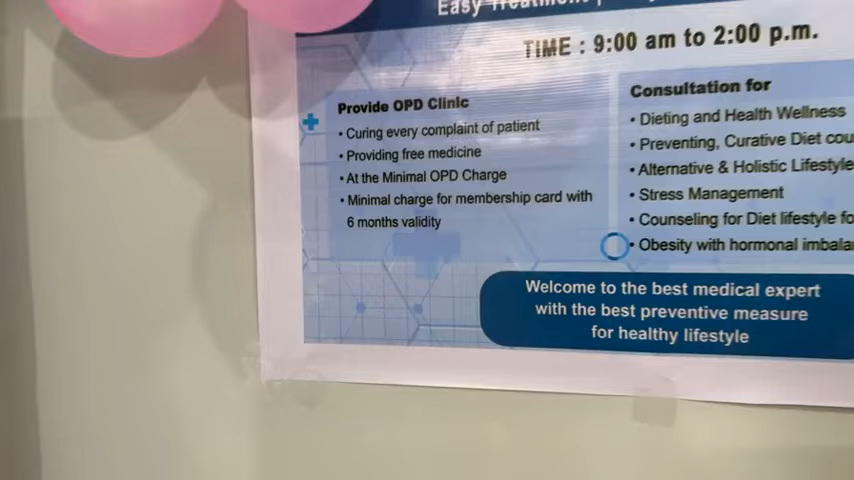 Easy Treatment
TIME : 9:00 am to 2:00 p.m.
Provide OPD Clinic
• Curing every complaint of patient
• Providing free medicine
• At the Minimal OPD Charge
• Minimal charge for membership card with
6 months validity
Consultation for
• Dieting and Health Wellness
• Preventing, Curative Diet cou
• Alternative & Holistic Lifestyle
• Stress Management
• Counseling for Diet lifestyle fo
• Obesity with hormonal imbala
Welcome to the best medical expert
with the best preventive measure
for healthy lifestyle